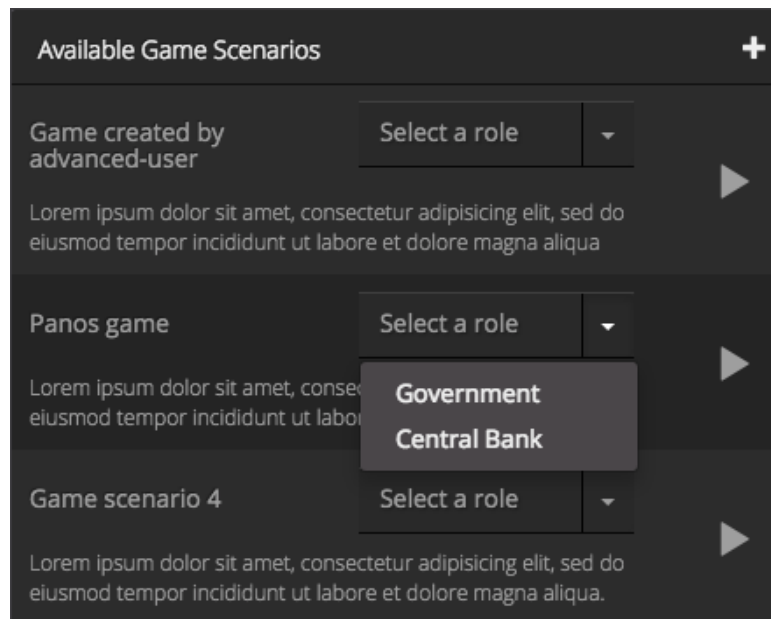 Available Game Scenarios
Game created by
advanced-user
Select a role
Lorem ipsum dolor sit amet, consectetur adipisicing elit, sed do
eiusmod tempor incididunt ut labore et dolore magna aliqua
Panos game
Select a role
Lorem ipsum dolor sit amet,
eiusmod tempor incididunt ut
Government
Central Bank
Game scenario 4
Select a role
Lorem ipsum dolor sit amet, consectetur adipisicing elit, sed do
eiusmod tempor incididunt ut labore et dolore magna aliqua.